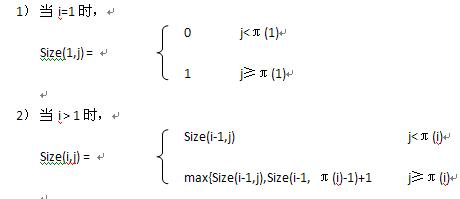 1）当 i=1 时，
0 j<π(1)
Size(1,j) =
1 j≥π(1)
2）当 i>1 时，
Size(i-1,j) j<π(i)
Size(i,j) =
max{Size(i-1,j),Size(i-1, π(i)-1)+1 j≥π(i)